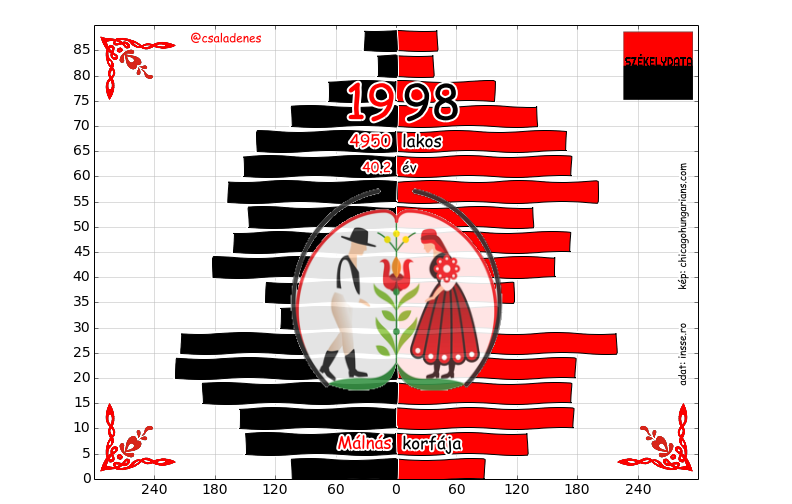 @csaladenes
SZÉKELYDATA
1998
4950 lakos
40.2 év
kép: chicagohungarians.com
adat: insse.ro
Málnás korfája
85
80
75
70
65
60
55
50
45
40
35
30
25
20
15
10
5
0
240 180 120 60 0 60 120 180 240